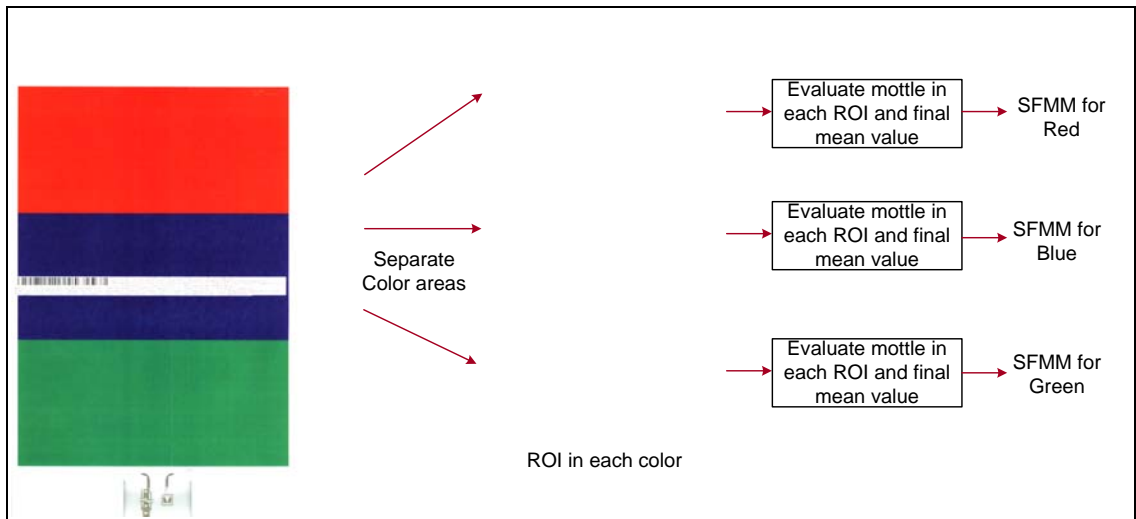 Evaluate mottle in
each ROI and final
mean value
SFMM for
Red
Evaluate mottle in
each ROI and final
mean value
SFMM for
Blue
Separate
Color areas
Evaluate mottle in
each ROI and final
mean value
SFMM for
Green
ROI in each color